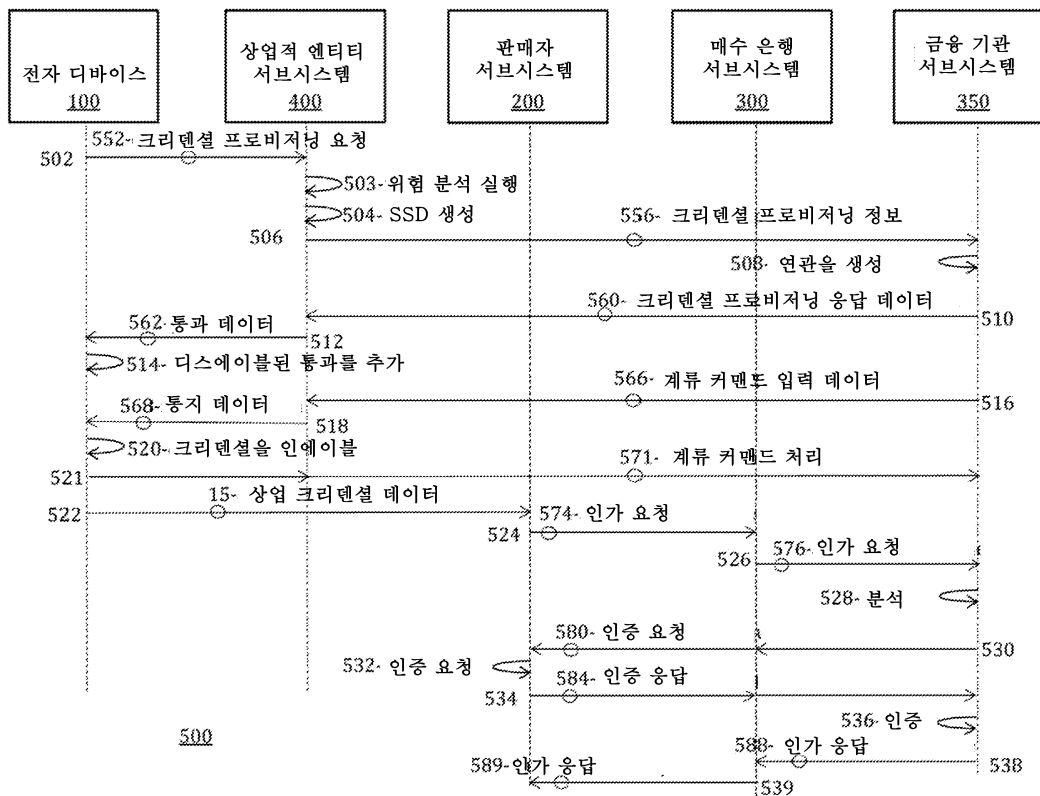 전자 디바이스
100
상업적 엔티티
서브시스템
400
판매자
서브시스템
200
매수 은행
서브시스템
300
금융 기관
서브시스템
350
552-크리덴셜 프로비저닝 요청
502
503-위험 분석 실행
504-SSD 생성
556- 크리덴셜 프로비저닝 정보
506
508- 연관을 생성
560- 크리덴셜 프로비저닝 응답 데이터
510
562-통과 데이터
512
514-디스에이블된 통과를 추가
566- 계류 커맨드 입력 데이터
516
568-통지 데이터
518
520-크리덴셜을 인에이블
571- 계류 커맨드 처리
521
15- 상업 크리덴셜 데이터
522
574-인가 요청
524
576-인가 요청
526
528-분석
580-인증 요청
530
532-인증 요청
584-인증 응답
534
536-인증
588- 인가 응답
538
589-인가 응답
539
500